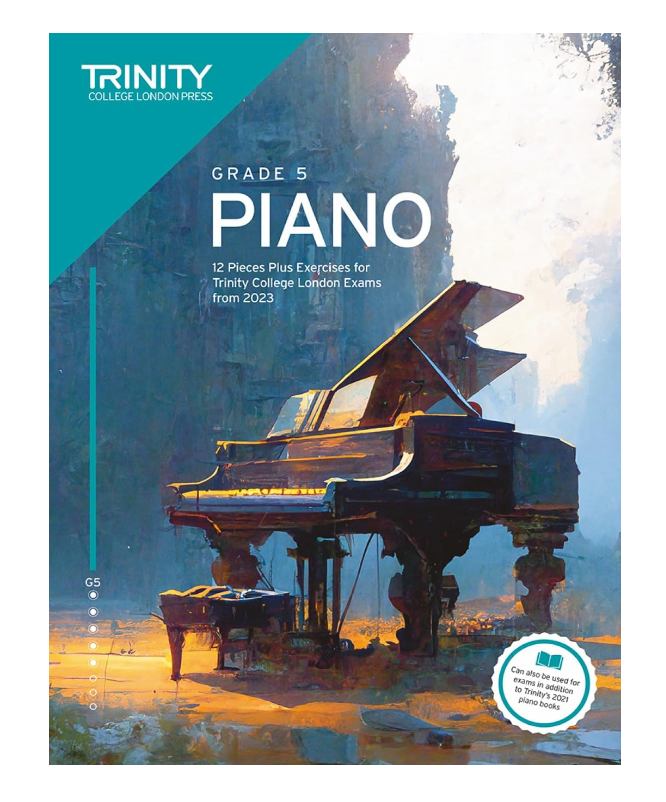 TRINITY
COLLEGE LONDON PRESS
GRADE 5
PIANO
12 Pieces Plus Exercises for
Trinity College London Exams
from 2023
G5
Can also be used for
exams in addition
to Trinity's 2021
piano books